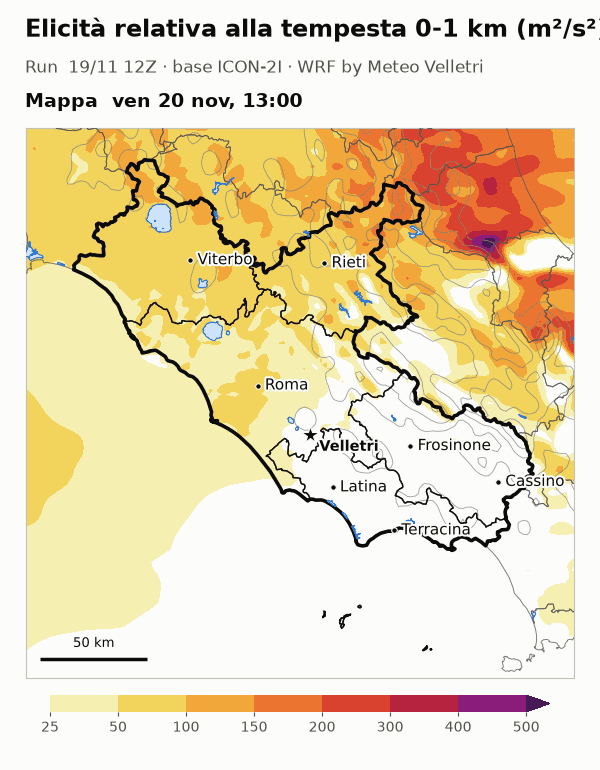 Elicità relativa alla tempesta 0-1 km (m²/s²)
Run 19/11 12Z · base ICON-2I · WRF by Meteo Velletri
Mappa ven 20 nov, 13:00
Viterbo
Rieti
Roma
Velletri
Frosinone
Latina
Cassino
Terracina
50 km
25 50 100 150 200 300 400 500